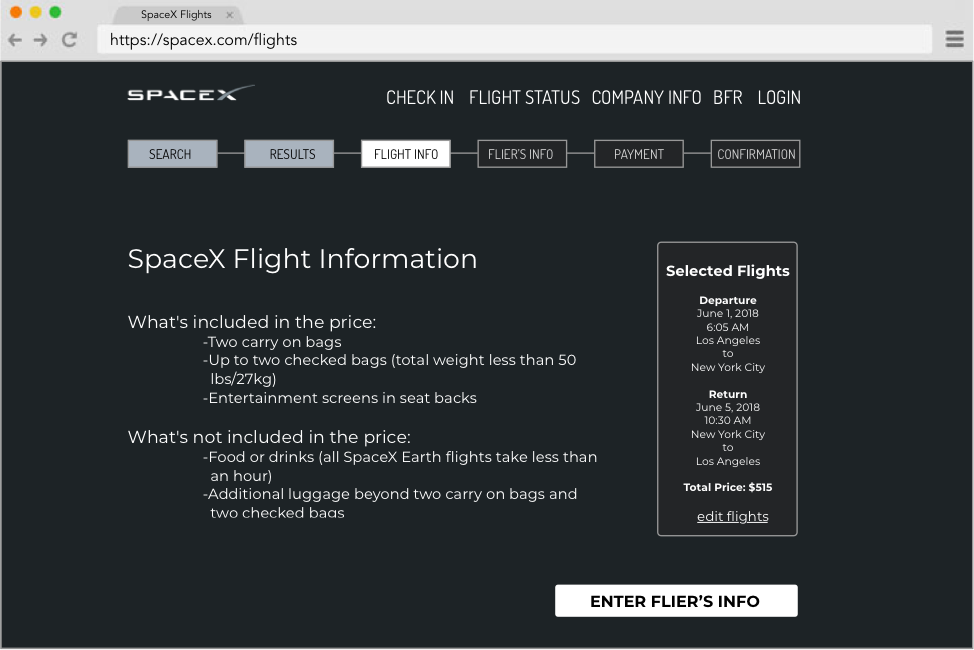 SpaceX Flights
https://spacex.com/flights
SPACEX
CHECK IN FLIGHT STATUS COMPANY INFO BFR LOGIN
SEARCH RESULTS FLIGHT INFO FLIER'S INFO PAYMENT CONFIRMATION
SpaceX Flight Information
What's included in the price:
-Two carry on bags
-Up to two checked bags (total weight less than 50
lbs/27kg)
-Entertainment screens in seat backs
What's not included in the price:
-Food or drinks (all SpaceX Earth flights take less than
an hour)
-Additional luggage beyond two carry on bags and
two checked bags
Selected Flights
Departure
June 1, 2018
6:05 AM
Los Angeles
to
New York City
Return
June 5, 2018
10:30 AM
New York City
to
Los Angeles
Total Price: $515
edit flights
ENTER FLIER'S INFO